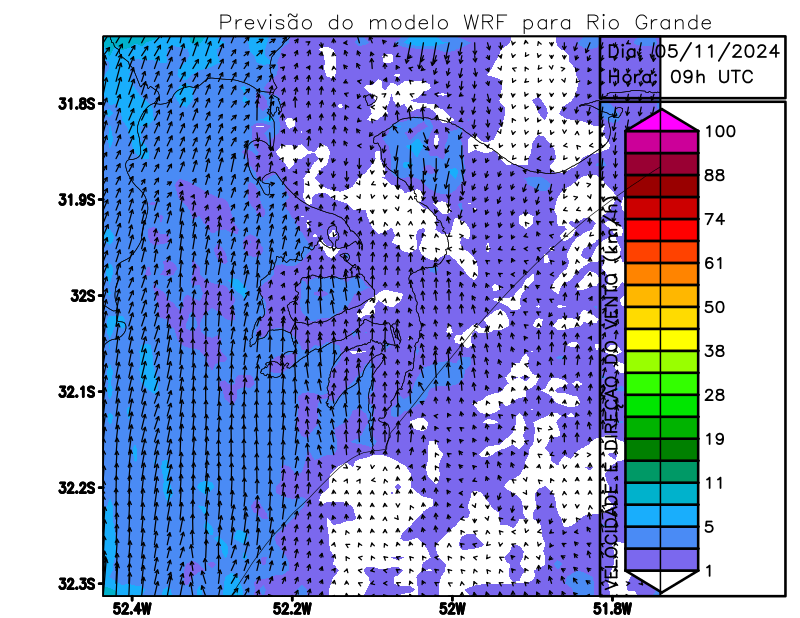 Previsão do modelo WRF para Rio Grande
Dia: 05/11/2024
Hora: 09h UTC
31.8S
31.9S
32S
32.1S
32.2S
32.3S
52.4W
52.2W
52W
51.8W
VELOCIDADE E DIREÇÃO DO VENTO (km/h)
100
88
74
61
50
38
28
19
11
5
1